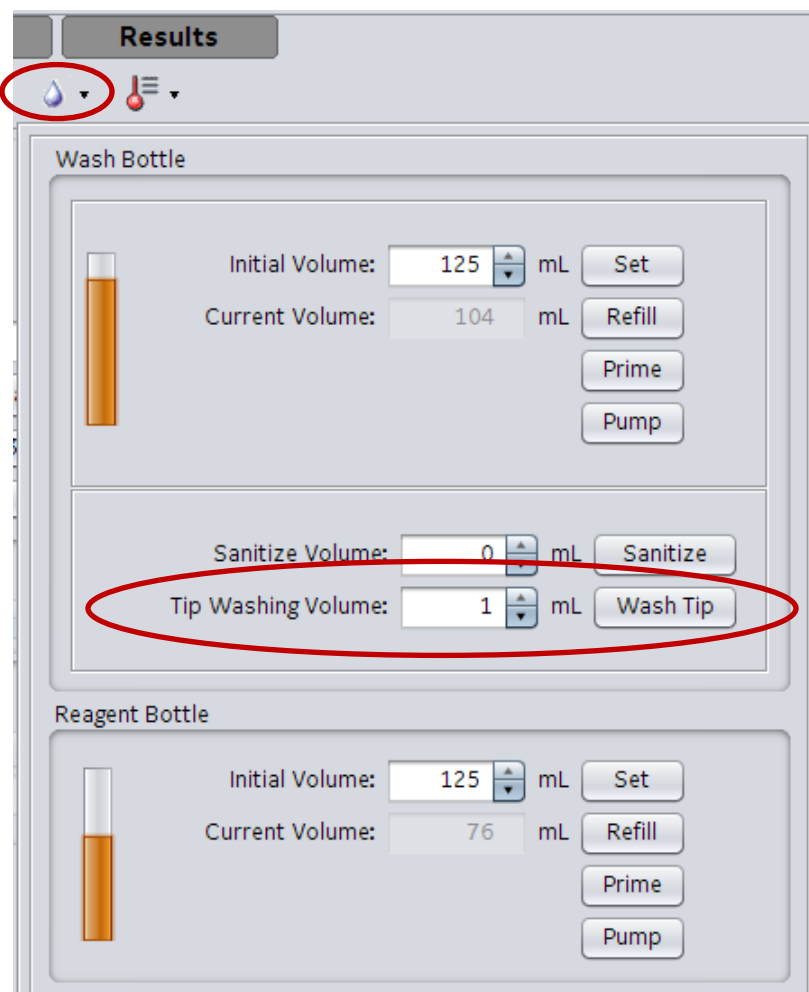 Results
Wash Bottle
Initial Volume: 125 mL Set
Current Volume: 104 mL Refill
Prime
Pump
Sanitize Volume: 0 mL Sanitize
Tip Washing Volume: 1 mL Wash Tip
Reagent Bottle
Initial Volume: 125 mL Set
Current Volume: 76 mL Refill
Prime
Pump